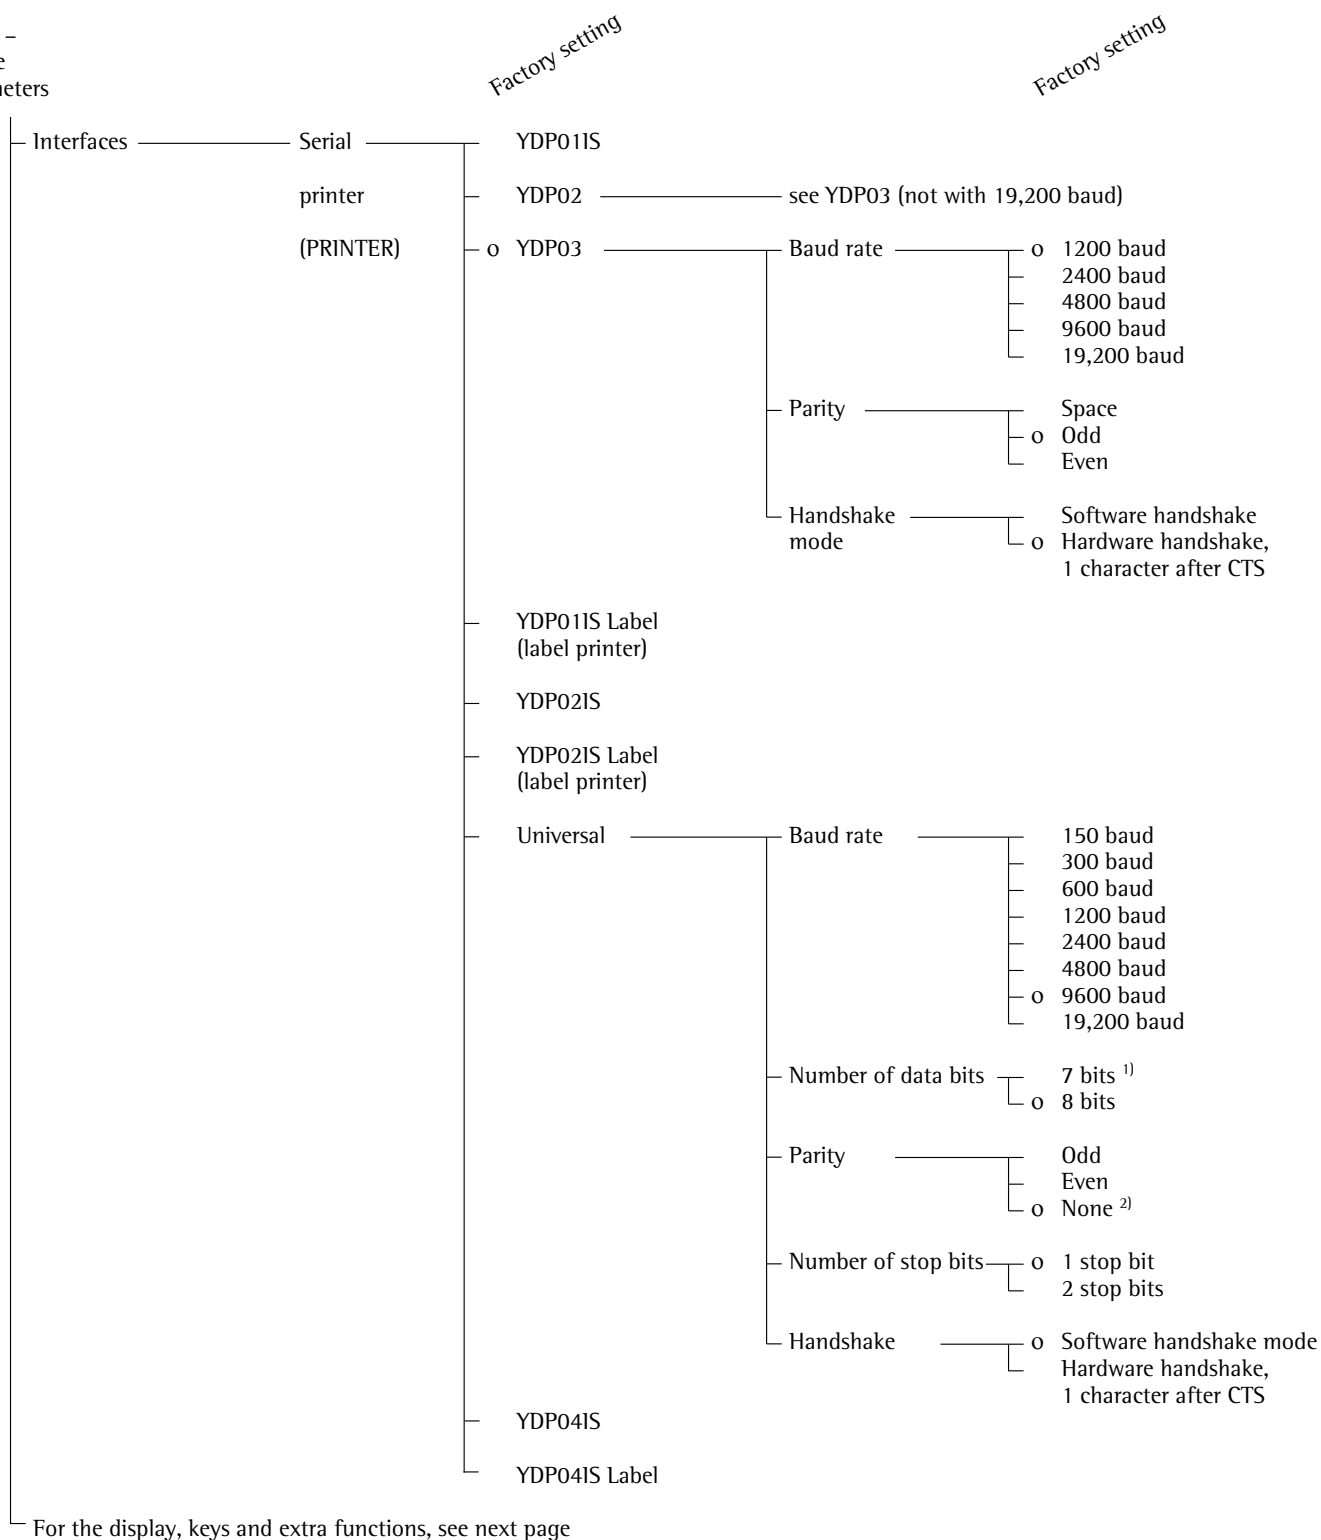 –
e
neters
Factory setting
Factory setting
Interfaces Serial YDP01IS
printer YDP02 see YDP03 (not with 19,200 baud)
(PRINTER) o YDP03 Baud rate o 1200 baud
2400 baud
4800 baud
9600 baud
19,200 baud
Parity Space
o Odd
Even
Handshake Software handshake
mode o Hardware handshake,
1 character after CTS
YDP01IS Label
(label printer)
YDP02IS
YDP02IS Label
(label printer)
Universal Baud rate 150 baud
300 baud
600 baud
1200 baud
2400 baud
4800 baud
o 9600 baud
19,200 baud
Number of data bits 7 bits 1)
o 8 bits
Parity Odd
Even
o None 2)
Number of stop bits o 1 stop bit
2 stop bits
Handshake o Software handshake mode
Hardware handshake,
1 character after CTS
YDP04IS
YDP04IS Label
For the display, keys and extra functions, see next page